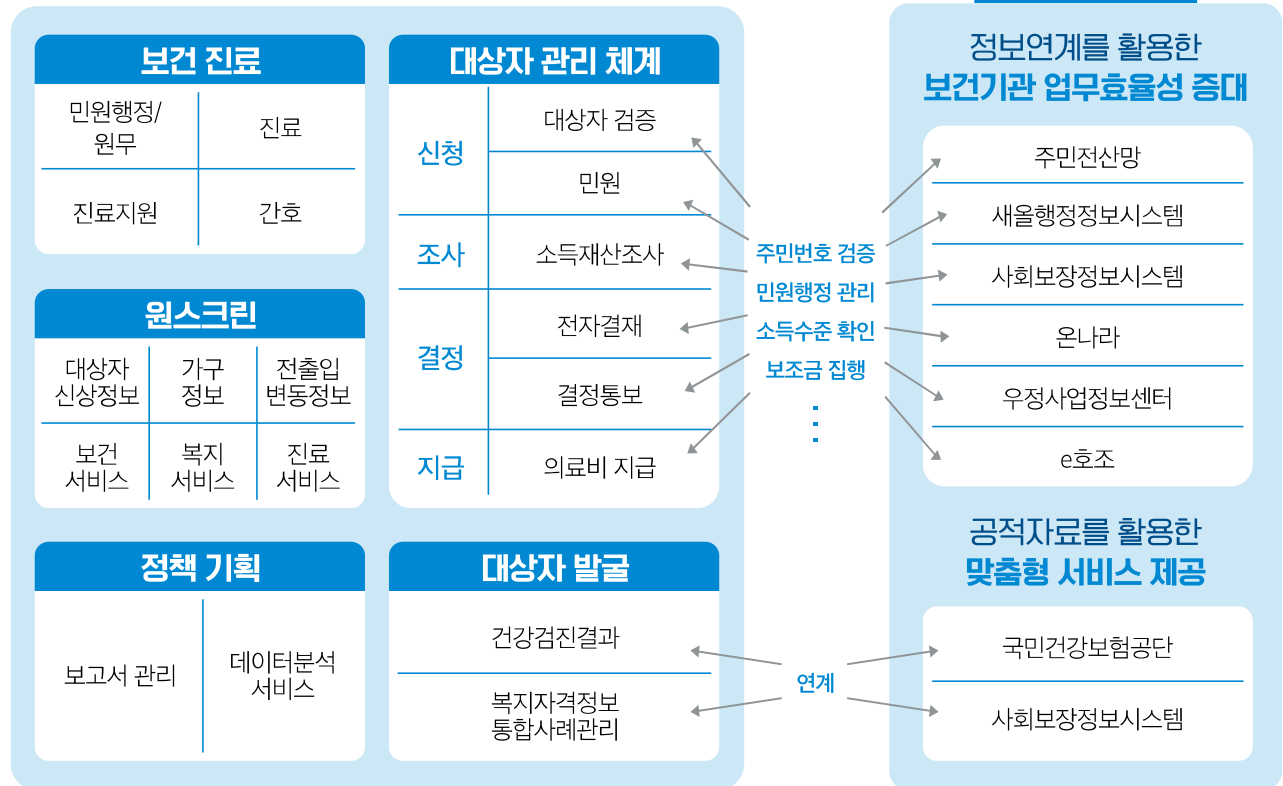 보건 진료
민원행정/
원무
진료
진료지원
간호
원스크린
대상자
신상정보
가구
정보
전출입
변동정보
보건
서비스
복지
서비스
진료
서비스
정책 기획
보고서 관리
데이터분석
서비스
대상자 관리 체계
신청
대상자 검증
민원
조사
소득재산조사
결정
전자결재
결정통보
지급
의료비 지급
대상자 발굴
건강검진결과
복지자격정보
통합사례관리
주민번호 검증
민원행정 관리
소득수준 확인
보조금 집행
연계
정보연계를 활용한
보건기관 업무효율성 증대
주민전산망
새올행정정보시스템
사회보장정보시스템
온나라
우정사업정보센터
e호조
공적자료를 활용한
맞춤형 서비스 제공
국민건강보험공단
사회보장정보시스템